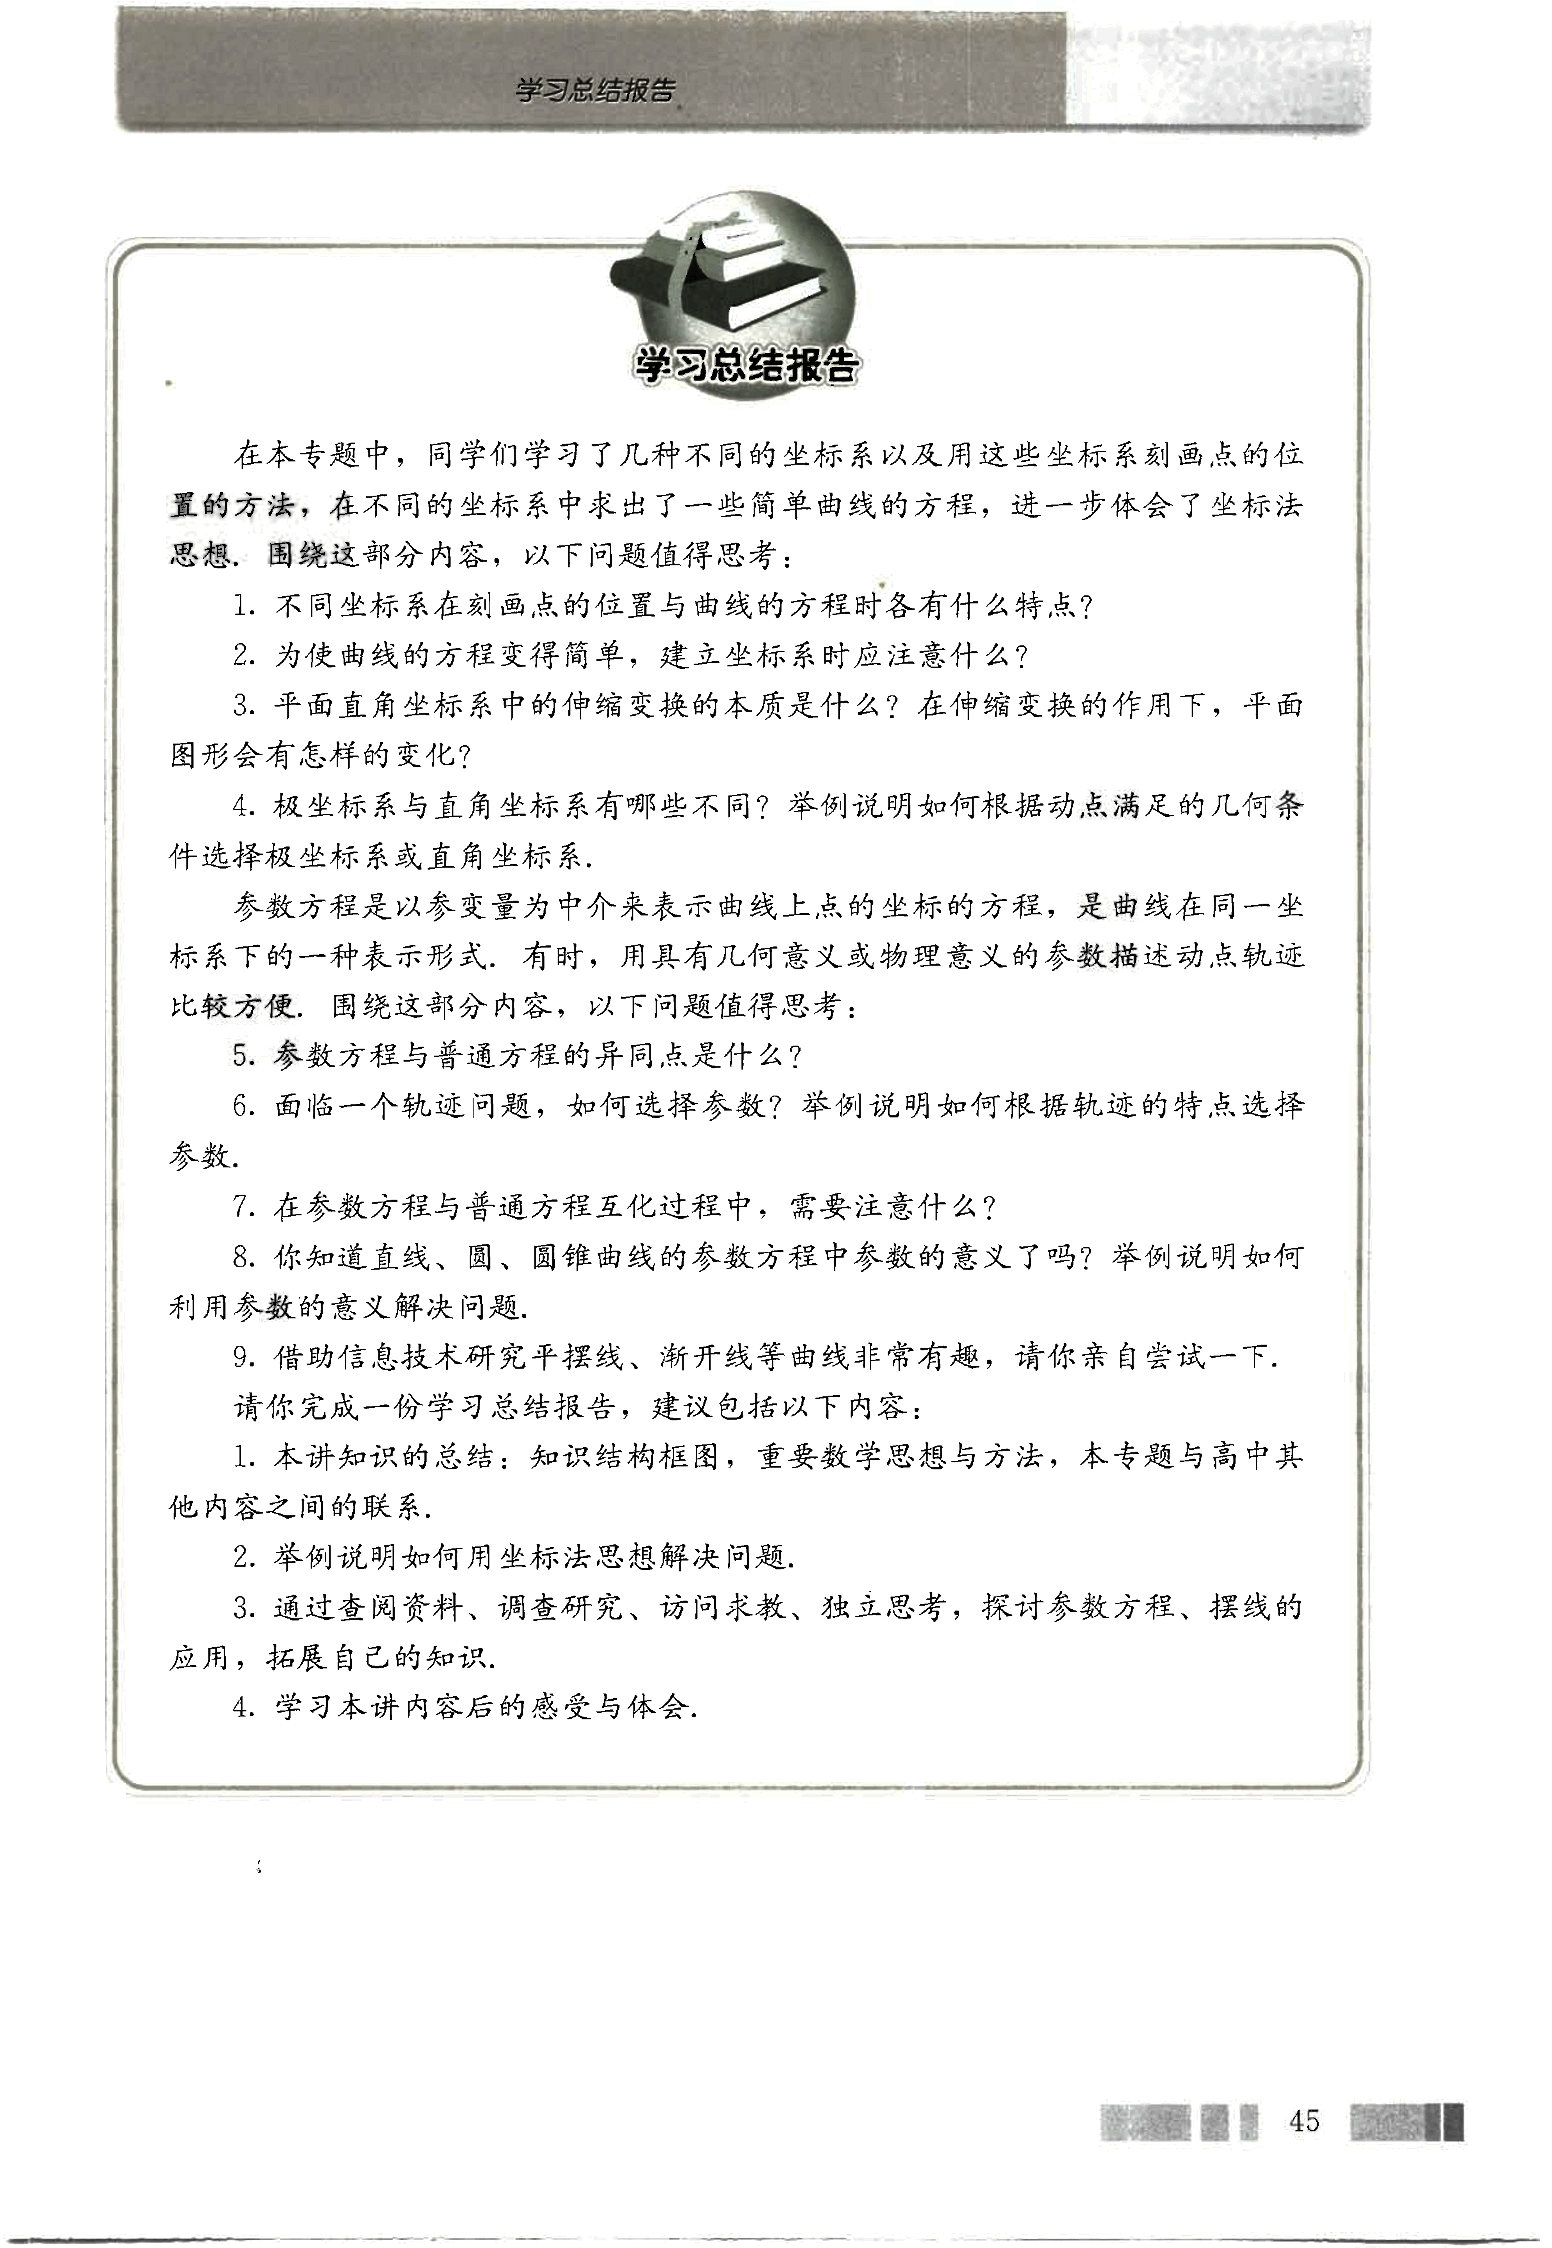 学习总结报告
学习总结报告
在本专题中，同学们学习了几种不同的坐标系以及用这些坐标系刻画点的位
置的方法，在不同的坐标系中求出了一些简单曲线的方程，进一步体会了坐标法
思想．围绕这部分内容，以下问题值得思考：
1. 不同坐标系在刻画点的位置与曲线的方程时各有什么特点？
2. 为使曲线的方程变得简单，建立坐标系时应注意什么？
3. 平面直角坐标系中的伸缩变换的本质是什么？在伸缩变换的作用下，平面
图形会有怎样的变化？
4. 极坐标系与直角坐标系有哪些不同？举例说明如何根据动点满足的几何条
件选择极坐标系或直角坐标系．
参数方程是以参变量为中介来表示曲线上点的坐标的方程，是曲线在同一坐
标系下的一种表示形式．有时，用具有几何意义或物理意义的参数描述动点轨迹
比较方便．围绕这部分内容，以下问题值得思考：
5. 参数方程与普通方程的异同点是什么？
6. 面临一个轨迹问题，如何选择参数？举例说明如何根据轨迹的特点选择
参数．
7. 在参数方程与普通方程互化过程中，需要注意什么？
8. 你知道直线、圆、圆锥曲线的参数方程中参数的意义了吗？举例说明如何
利用参数的意义解决问题．
9. 借助信息技术研究平摆线、渐开线等曲线非常有趣，请你亲自尝试一下．
请你完成一份学习总结报告，建议包括以下内容：
1. 本讲知识的总结：知识结构框图，重要数学思想与方法，本专题与高中其
他内容之间的联系．
2. 举例说明如何用坐标法思想解决问题．
3. 通过查阅资料、调查研究、访问求教、独立思考，探讨参数方程、摆线的
应用，拓展自己的知识．
4. 学习本讲内容后的感受与体会．
45